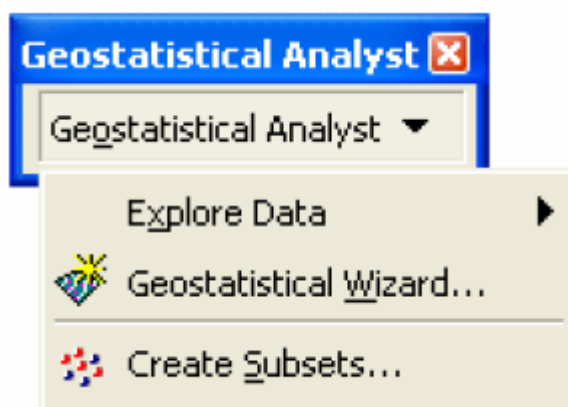 Geostatistical Analyst
Geostatistical Analyst
Explore Data
Geostatistical Wizard...
Create Subsets...